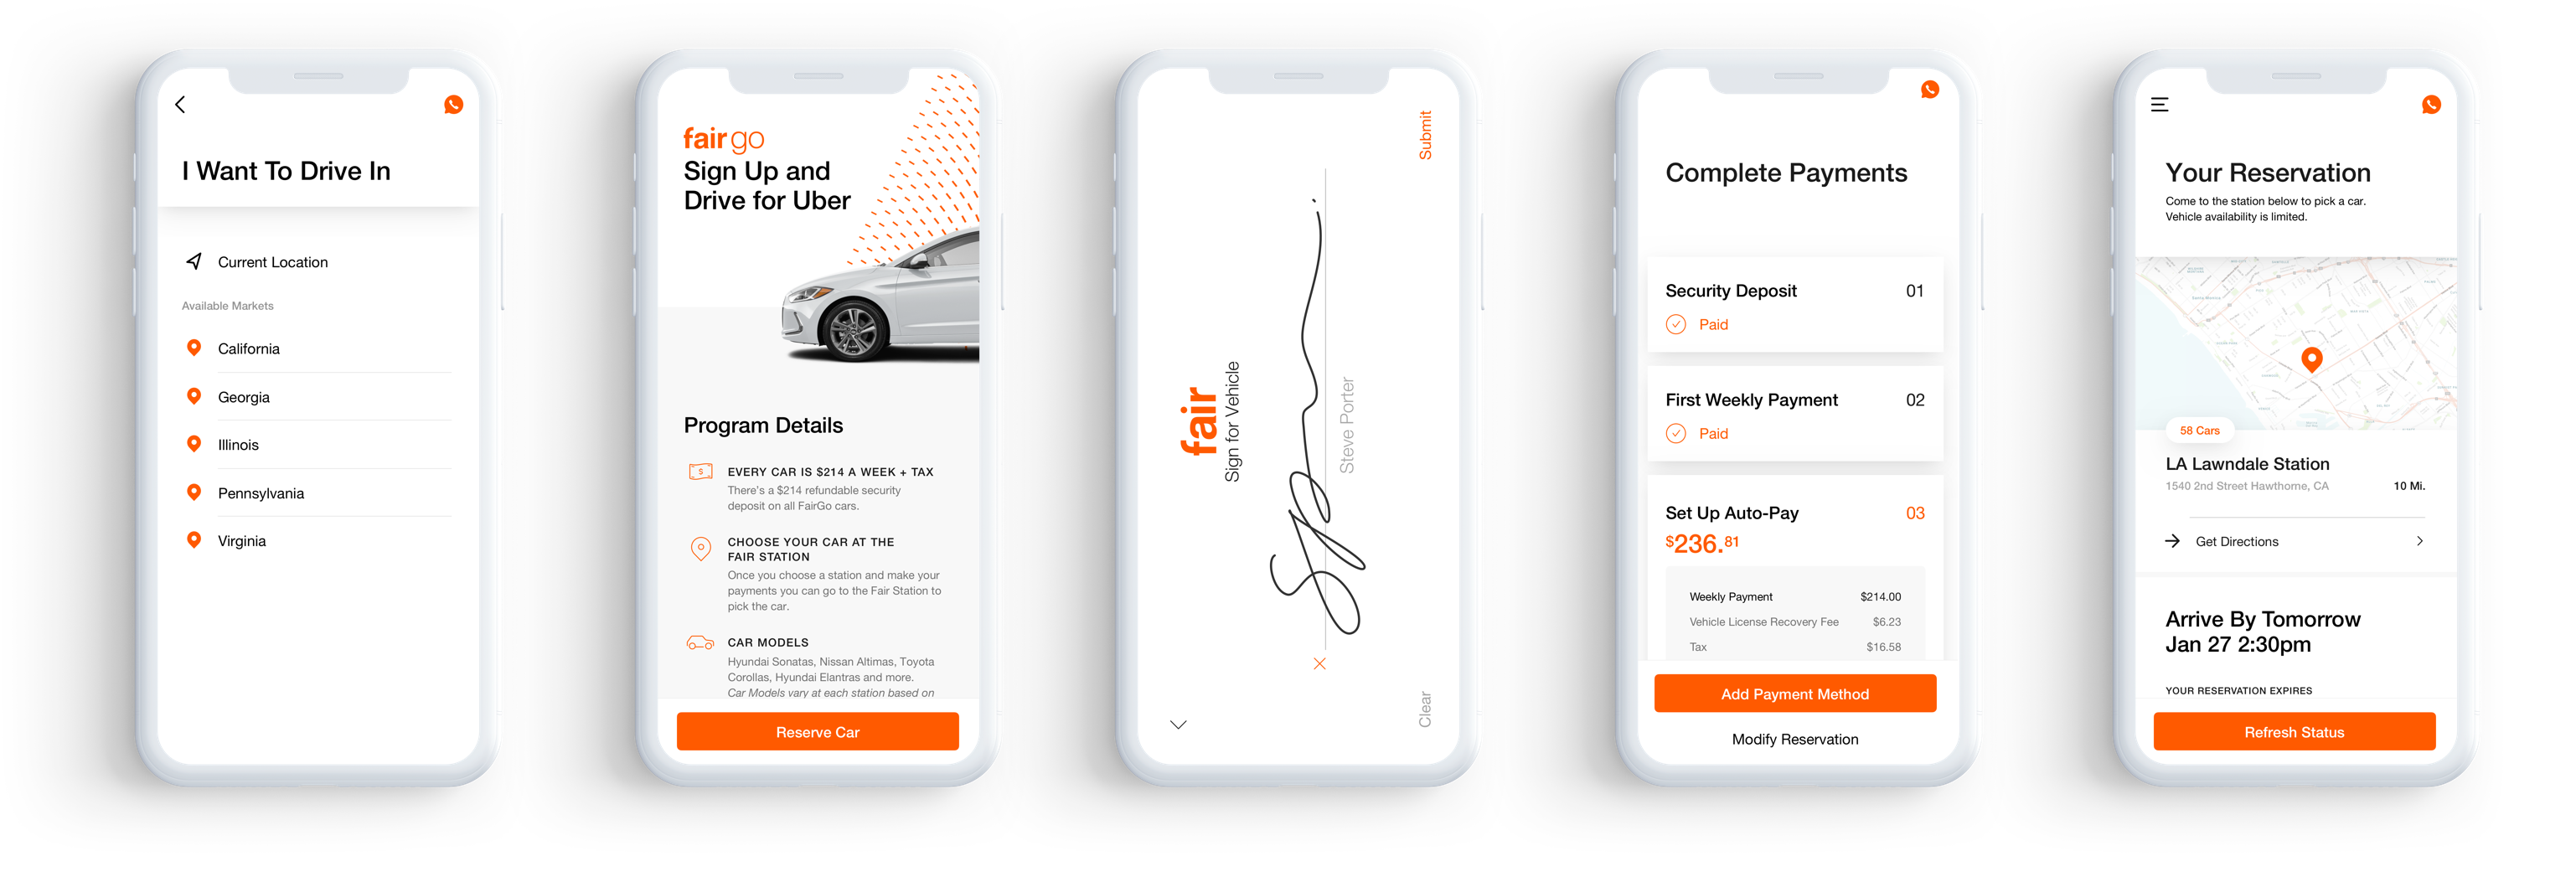 I Want To Drive In
Current Location
Available Markets
California
Georgia
Illinois
Pennsylvania
Virginia
fair go
Sign Up and
Drive for Uber
Program Details
EVERY CAR IS $214 A WEEK + TAX
There's a $214 refundable security
deposit on all FairGo cars.
CHOOSE YOUR CAR AT THE
FAIR STATION
Once you choose a station and make your
payments you can go to the Fair Station to
pick the car.
CAR MODELS
Hyundai Sonatas, Nissan Altimas, Toyota
Corollas, Hyundai Elantras and more.
Car Models vary at each station based on
Reserve Car
fair
Sign for Vehicle
Steve Porter
Clear
Submit
Complete Payments
Security Deposit 01
Paid
First Weekly Payment 02
Paid
Set Up Auto-Pay 03
$236.81
Weekly Payment $214.00
Vehicle License Recovery Fee $6.23
Tax $16.58
Add Payment Method
Modify Reservation
Your Reservation
Come to the station below to pick a car.
Vehicle availability is limited.
58 Cars
LA Lawndale Station
1540 2nd Street Hawthorne, CA 10 Mi.
Get Directions
Arrive By Tomorrow
Jan 27 2:30pm
YOUR RESERVATION EXPIRES
Refresh Status